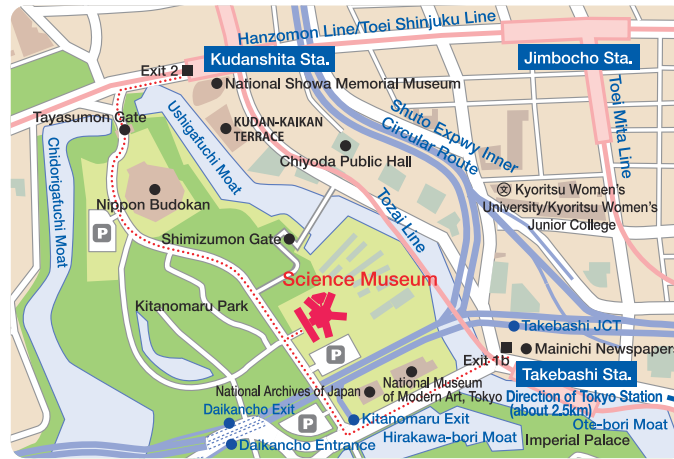 Hanzomon Line/Toei Shinjuku Line
Exit 2
Kudanshita Sta.
Jimbocho Sta.
National Showa Memorial Museum
Tayasumon Gate
Ushigafuchi Moat
KUDAN-KAIKAN
TERRACE
Shuto Expwy Inner
Circular Route
Toei Mita Line
Chiyoda Public Hall
Chidorigafuchi Moat
Tozai Line
文 Kyoritsu Women's
University/Kyoritsu Women's
Junior College
Nippon Budokan
P
Shimizumon Gate
Science Museum
Kitanomaru Park
Takebashi JCT
P
Exit 1b
Mainichi Newspapers
Takebashi Sta.
National Archives of Japan
National Museum
of Modern Art, Tokyo
Direction of Tokyo Station
(about 2.5km)
Daikancho Exit
P
Kitanomaru Exit
Ote-bori Moat
Daikancho Entrance
Hirakawa-bori Moat
Imperial Palace